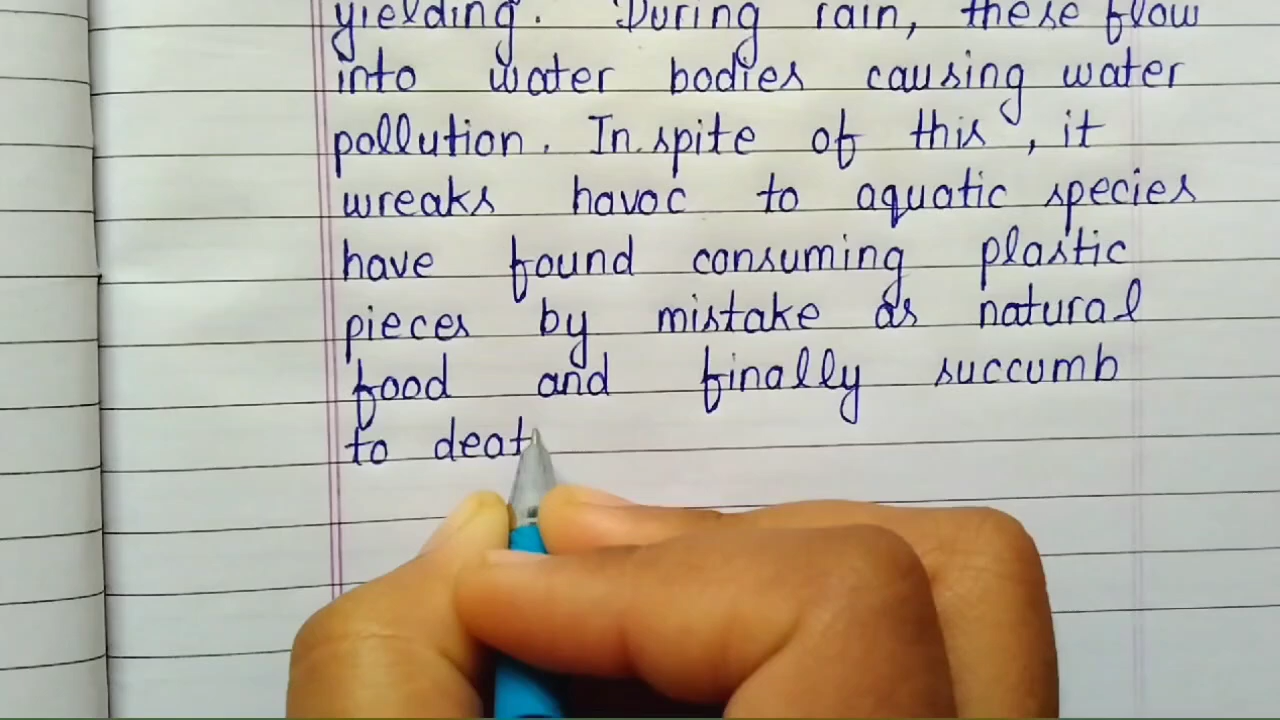 yielding. During rain, these flow
into water bodies causing water
pollution. In spite of this, it
wreaks havoc to aquatic species
have found consuming plastic
pieces by mistake as natural
food and finally succumb
to deat